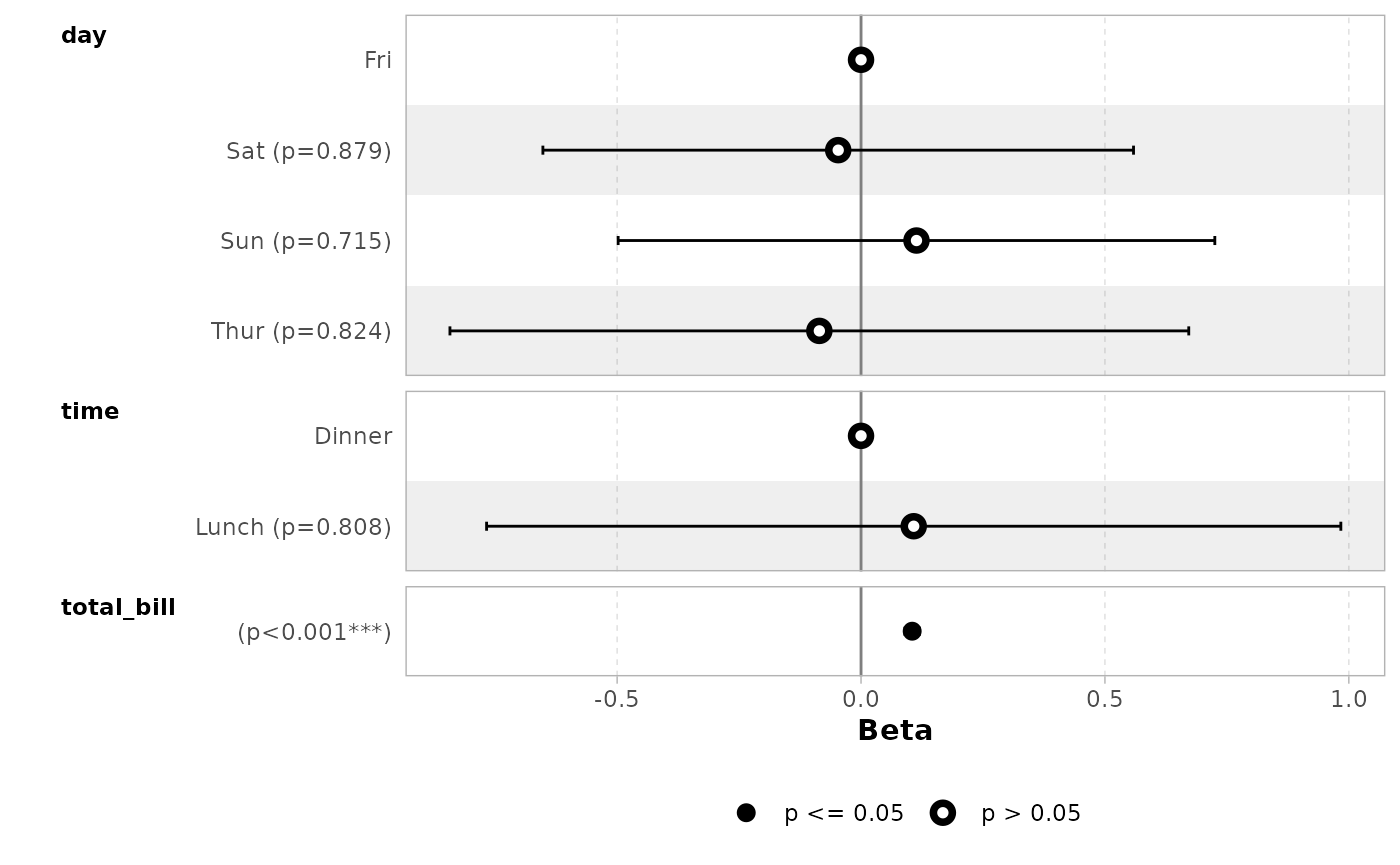 day
Fri
Sat (p=0.879)
Sun (p=0.715)
Thur (p=0.824)
time
Dinner
Lunch (p=0.808)
total_bill
(p<0.001***)
-0.5 0.0 0.5 1.0
Beta
p <= 0.05 p > 0.05